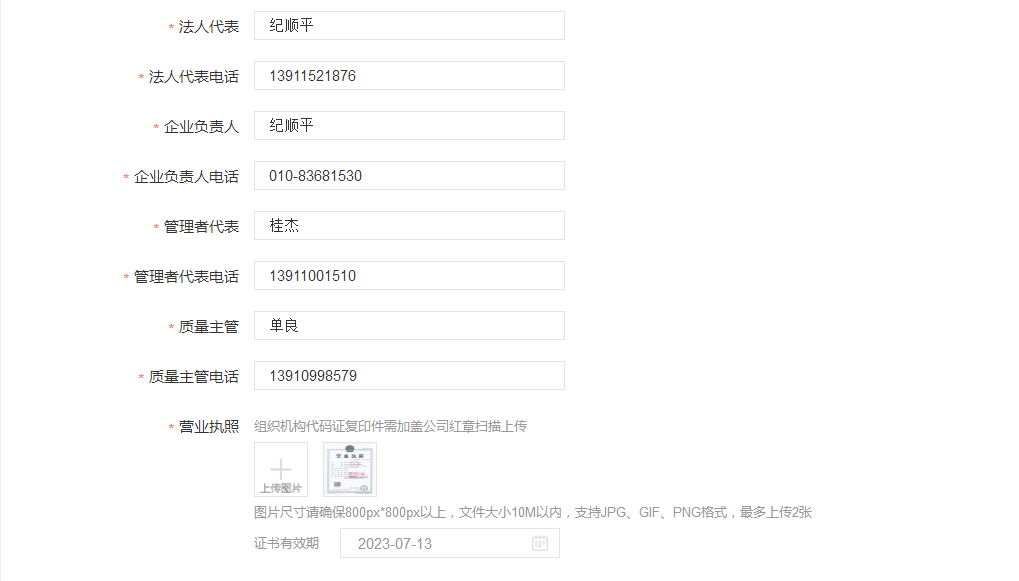 * 法人代表 纪顺平
* 法人代表电话 13911521876
* 企业负责人 纪顺平
* 企业负责人电话 010-83681530
* 管理者代表 桂杰
* 管理者代表电话 13911001510
* 质量主管 单良
* 质量主管电话 13910998579
* 营业执照 组织机构代码证复印件需加盖公司红章扫描上传
营业执照
上传图片
图片尺寸请确保800px*800px以上，文件大小10M以内，支持JPG、GIF、PNG格式，最多上传2张
证书有效期 2023-07-13